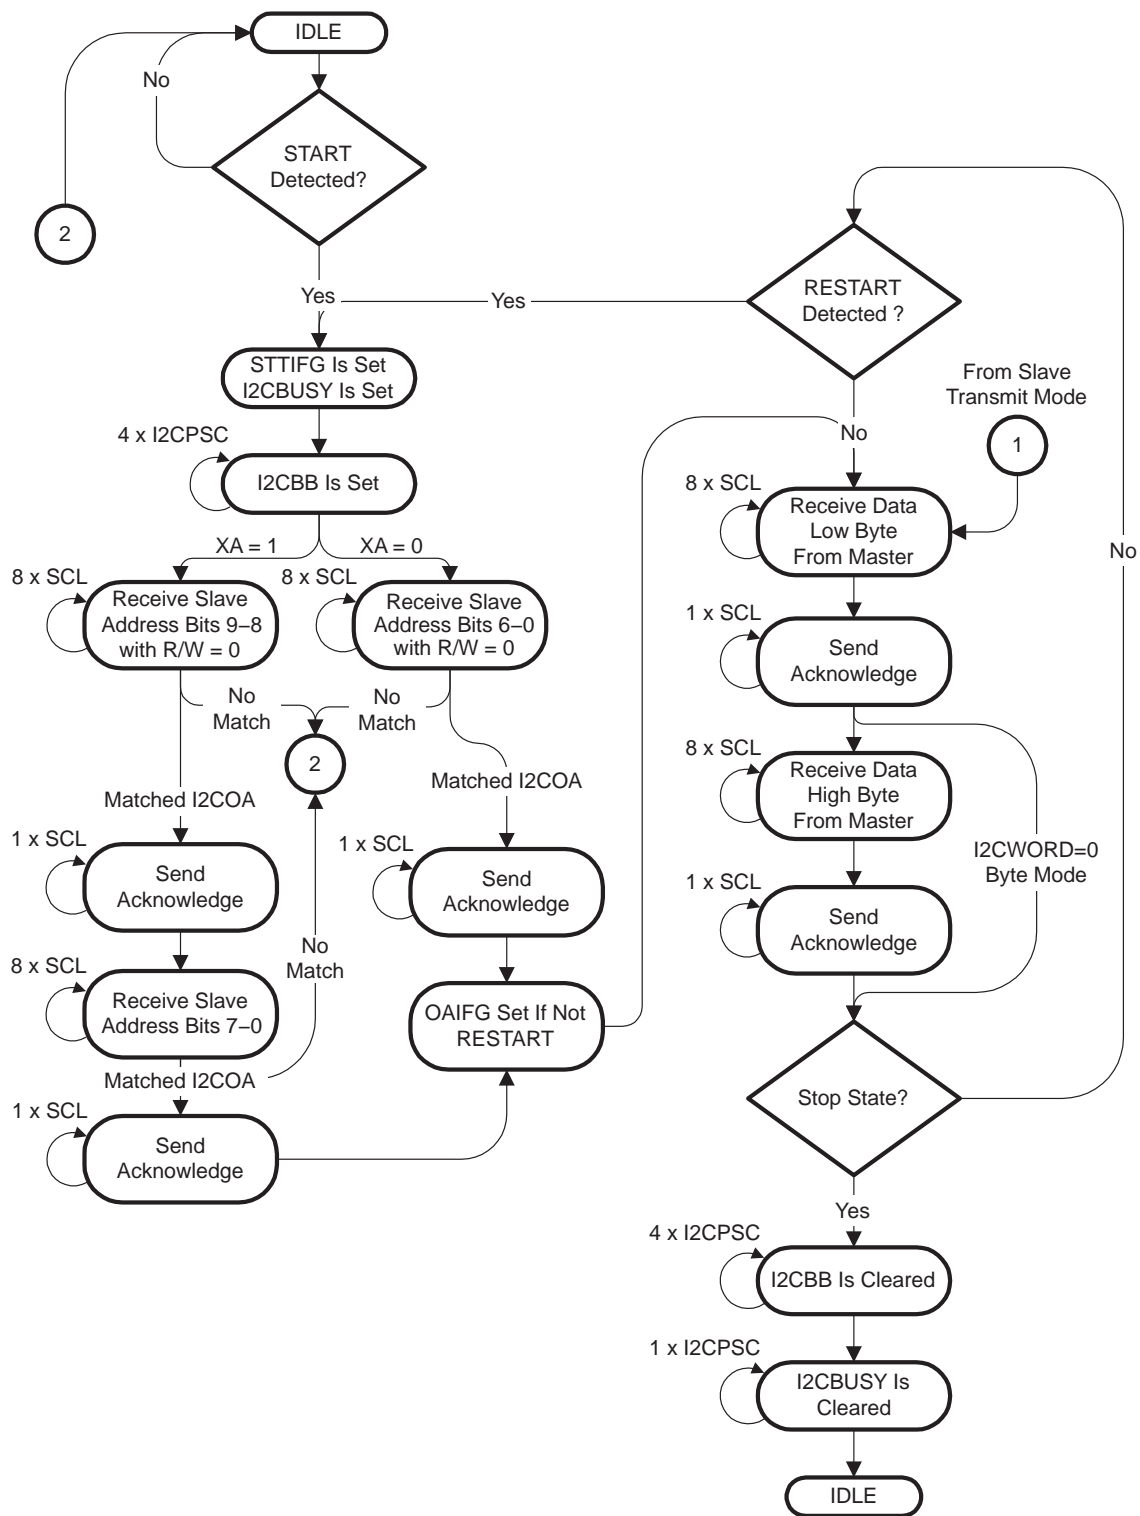 IDLE
No
START
Detected?
2
Yes
Yes
RESTART
Detected ?
STTIFG Is Set
I2CBUSY Is Set
From Slave
Transmit Mode
1
No
4 x I2CPSC
I2CBB Is Set
XA = 1
XA = 0
8 x SCL
Receive Slave
Address Bits 9–8
with R/W = 0
8 x SCL
Receive Slave
Address Bits 6–0
with R/W = 0
No
Match
No
Match
2
Matched I2COA
Matched I2COA
1 x SCL
Send
Acknowledge
1 x SCL
Send
Acknowledge
No
Match
8 x SCL
Receive Slave
Address Bits 7–0
OAIFG Set If Not
RESTART
Matched I2COA
1 x SCL
Send
Acknowledge
8 x SCL
Receive Data
Low Byte
From Master
No
1 x SCL
Send
Acknowledge
8 x SCL
Receive Data
High Byte
From Master
I2CWORD=0
Byte Mode
1 x SCL
Send
Acknowledge
Stop State?
Yes
4 x I2CPSC
I2CBB Is Cleared
1 x I2CPSC
I2CBUSY Is
Cleared
IDLE